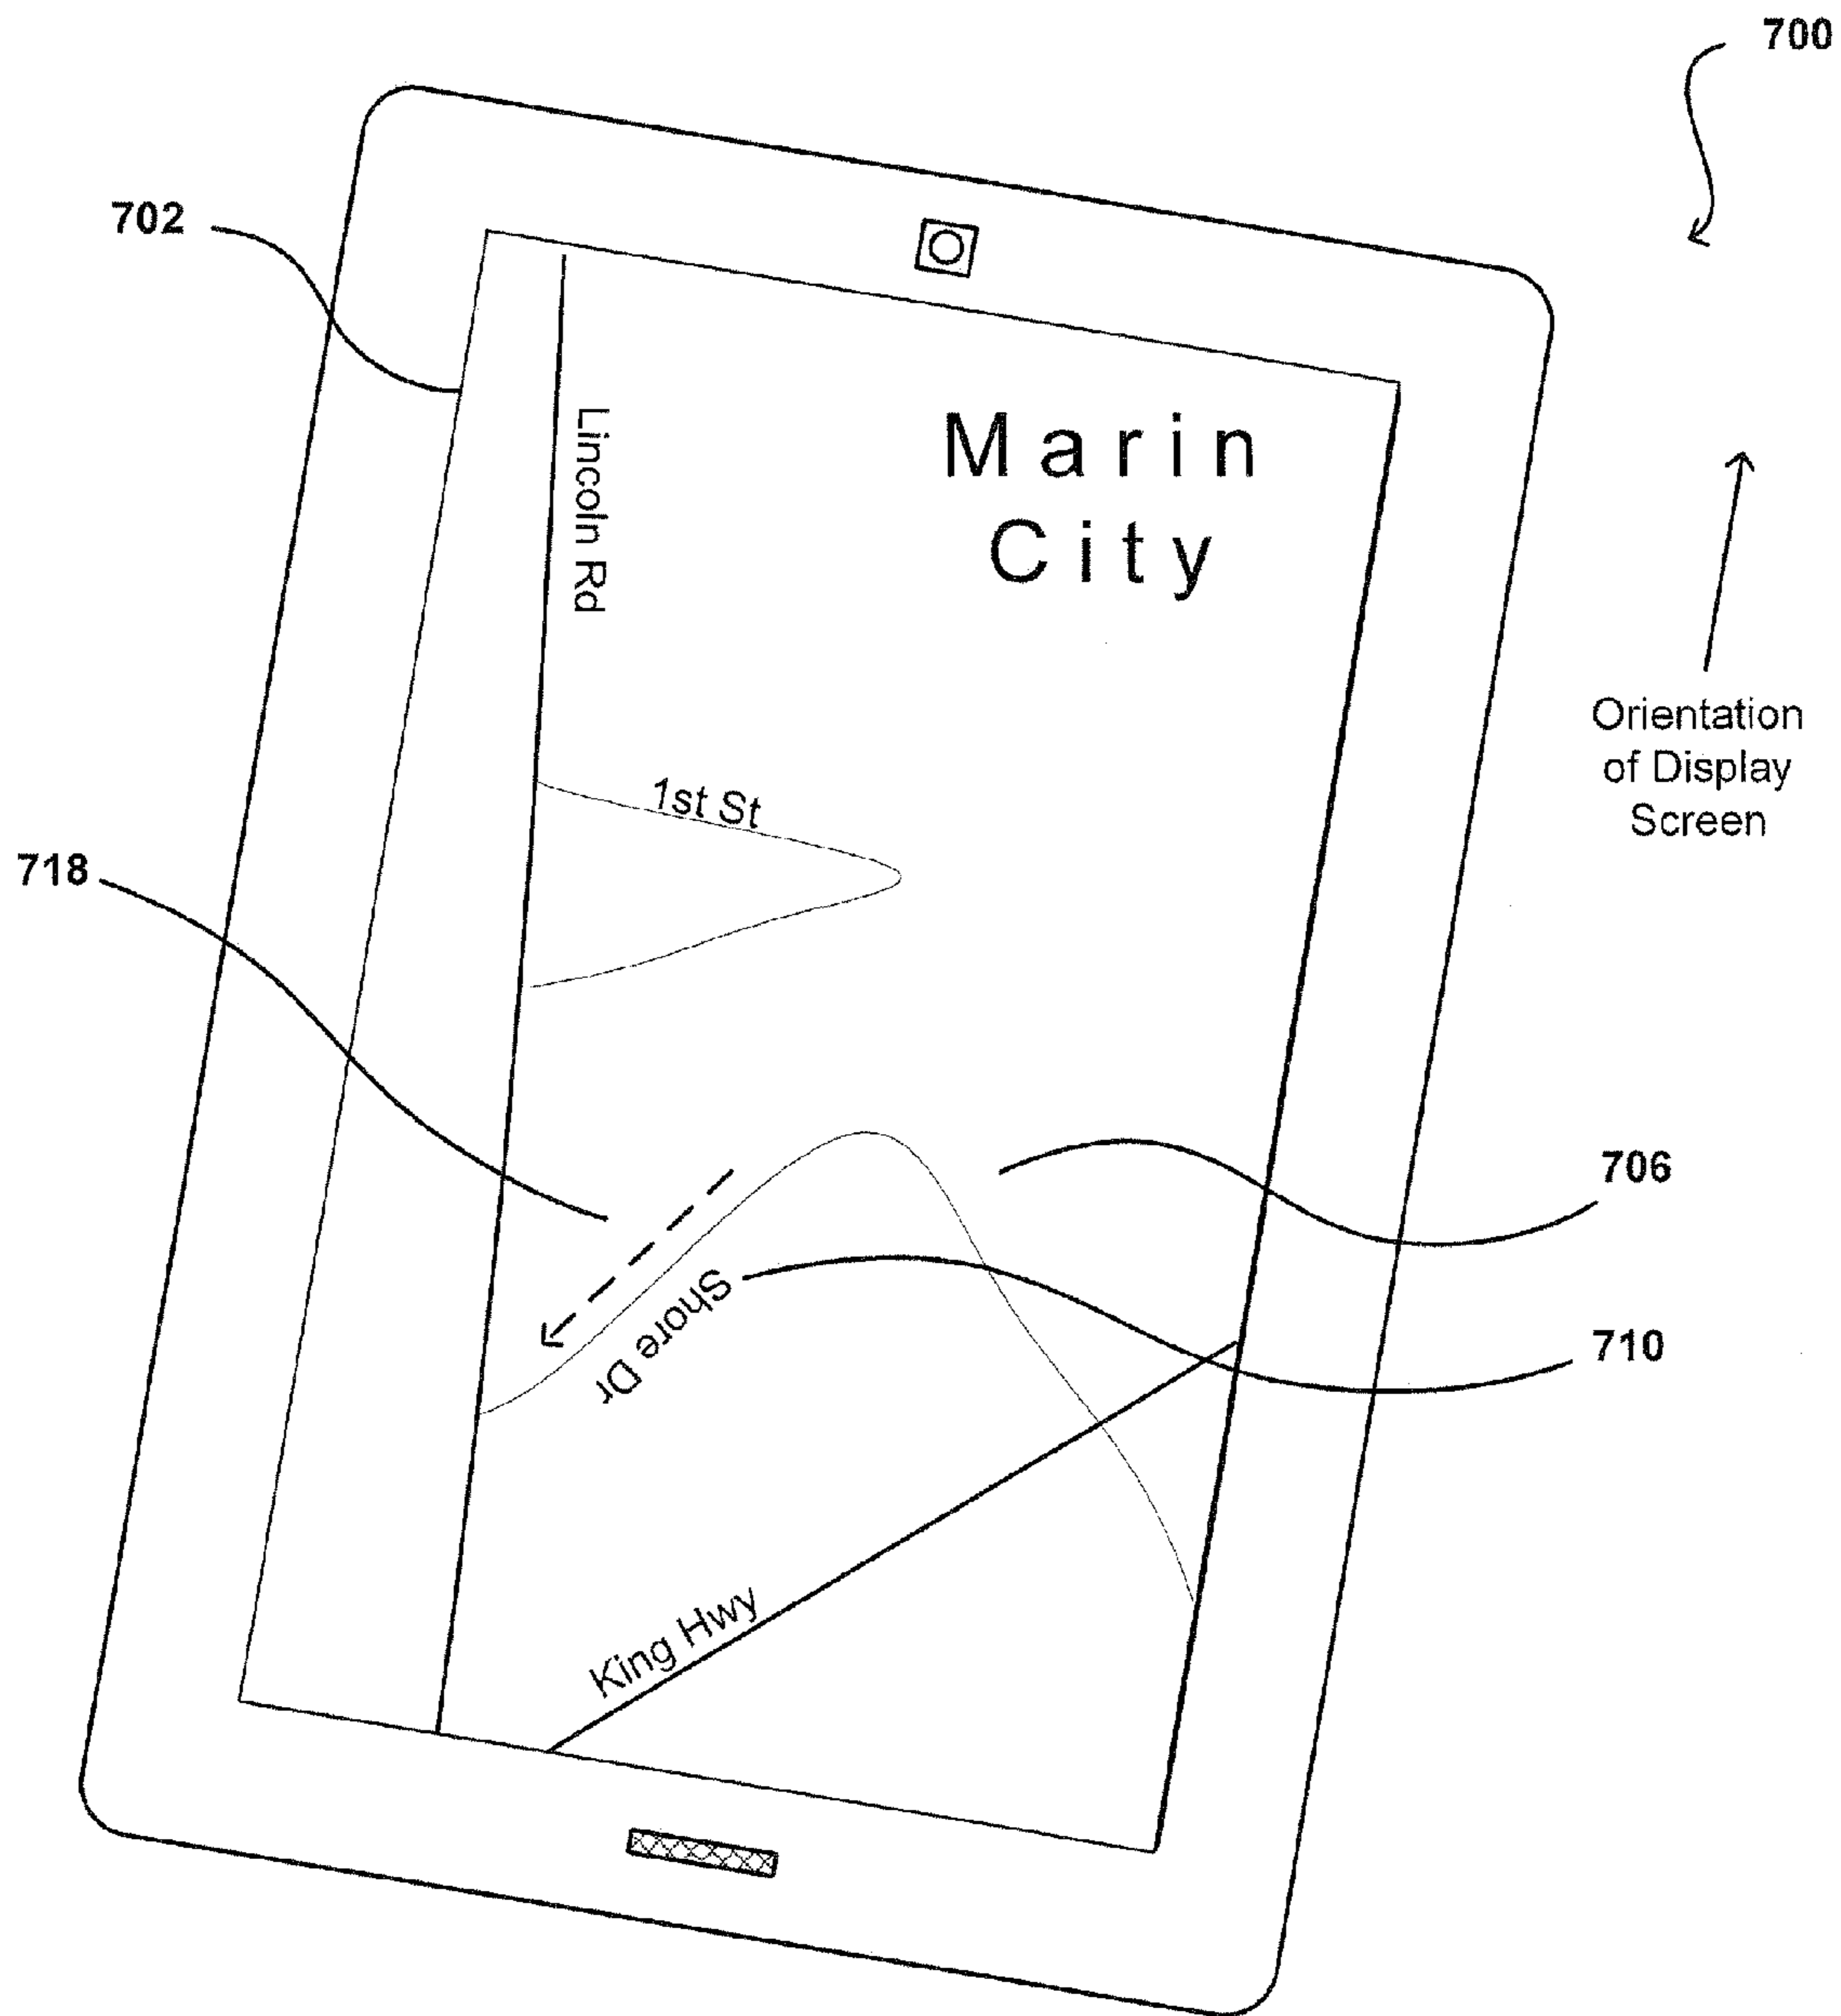 700
702
Marin
City
Lincoln Rd
Orientation
of Display
Screen
1st St
718
706
Shore Dr
710
King Hwy